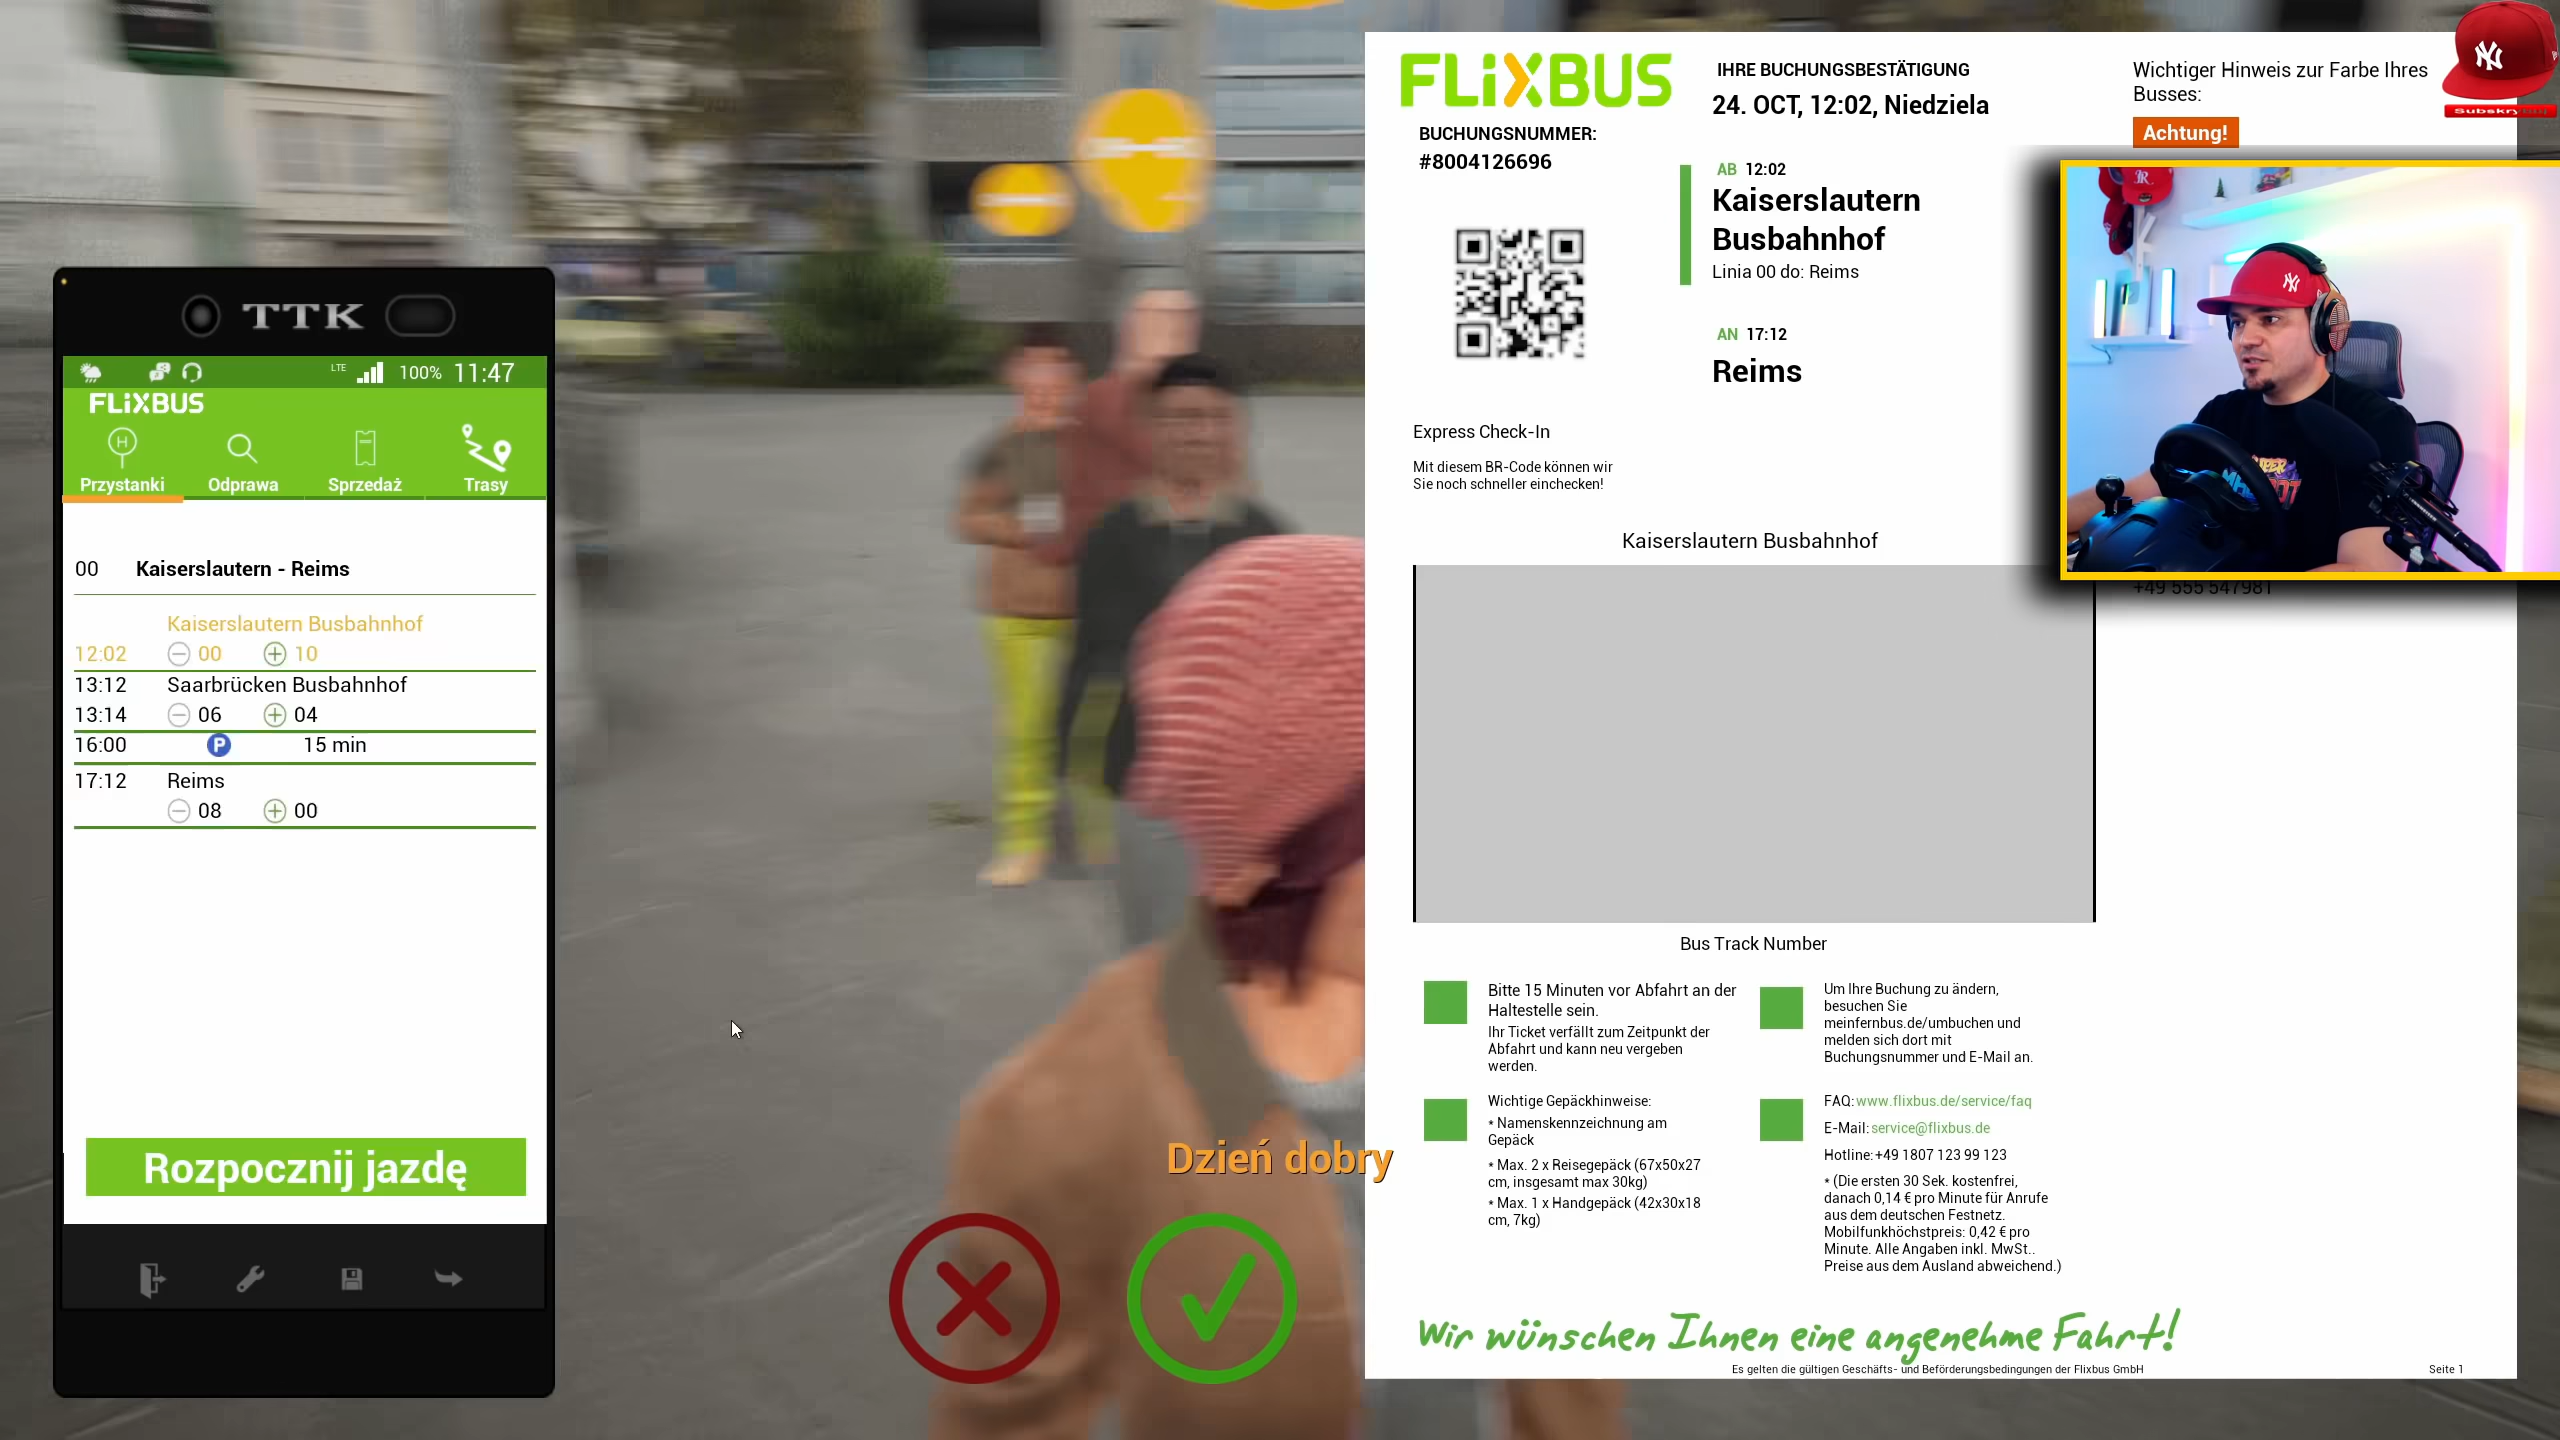 TTK
LTE 100% 11:47
FLiXBUS
Przystanki Odprawa Sprzedaż Trasy
00 Kaiserslautern - Reims
Kaiserslautern Busbahnhof
12:02 00 10
13:12 Saarbrücken Busbahnhof
13:14 06 04
16:00 P 15 min
17:12 Reims
08 00
Rozpocznij jazdę
Dzień dobry
FLiXBUS
BUCHUNGSNUMMER:
#8004126696
IHRE BUCHUNGSBESTÄTIGUNG
24. OCT, 12:02, Niedziela
AB 12:02
Kaiserslautern
Busbahnhof
Linia 00 do: Reims
AN 17:12
Reims
Wichtiger Hinweis zur Farbe Ihres
Busses:
Achtung!
NY
+49 555 547981
Express Check-In
Mit diesem BR-Code können wir
Sie noch schneller einchecken!
Kaiserslautern Busbahnhof
Bus Track Number
Bitte 15 Minuten vor Abfahrt an der
Haltestelle sein.
Ihr Ticket verfällt zum Zeitpunkt der
Abfahrt und kann neu vergeben
werden.
Wichtige Gepäckhinweise:
* Namenskennzeichnung am
Gepäck
* Max. 2 x Reisegepäck (67x50x27
cm, insgesamt max 30kg)
* Max. 1 x Handgepäck (42x30x18
cm, 7kg)
Um Ihre Buchung zu ändern,
besuchen Sie
meinfernbus.de/umbuchen und
melden sich dort mit
Buchungsnummer und E-Mail an.
FAQ: www.flixbus.de/service/faq
E-Mail: service@flixbus.de
Hotline: +49 1807 123 99 123
* (Die ersten 30 Sek. kostenfrei,
danach 0,14 € pro Minute für Anrufe
aus dem deutschen Festnetz.
Mobilfunkhöchstpreis: 0,42 € pro
Minute. Alle Angaben inkl. MwSt..
Preise aus dem Ausland abweichend.)
Wir wünschen Ihnen eine angenehme Fahrt!
Es gelten die gültigen Geschäfts- und Beförderungsbedingungen der Flixbus GmbH
Seite 1